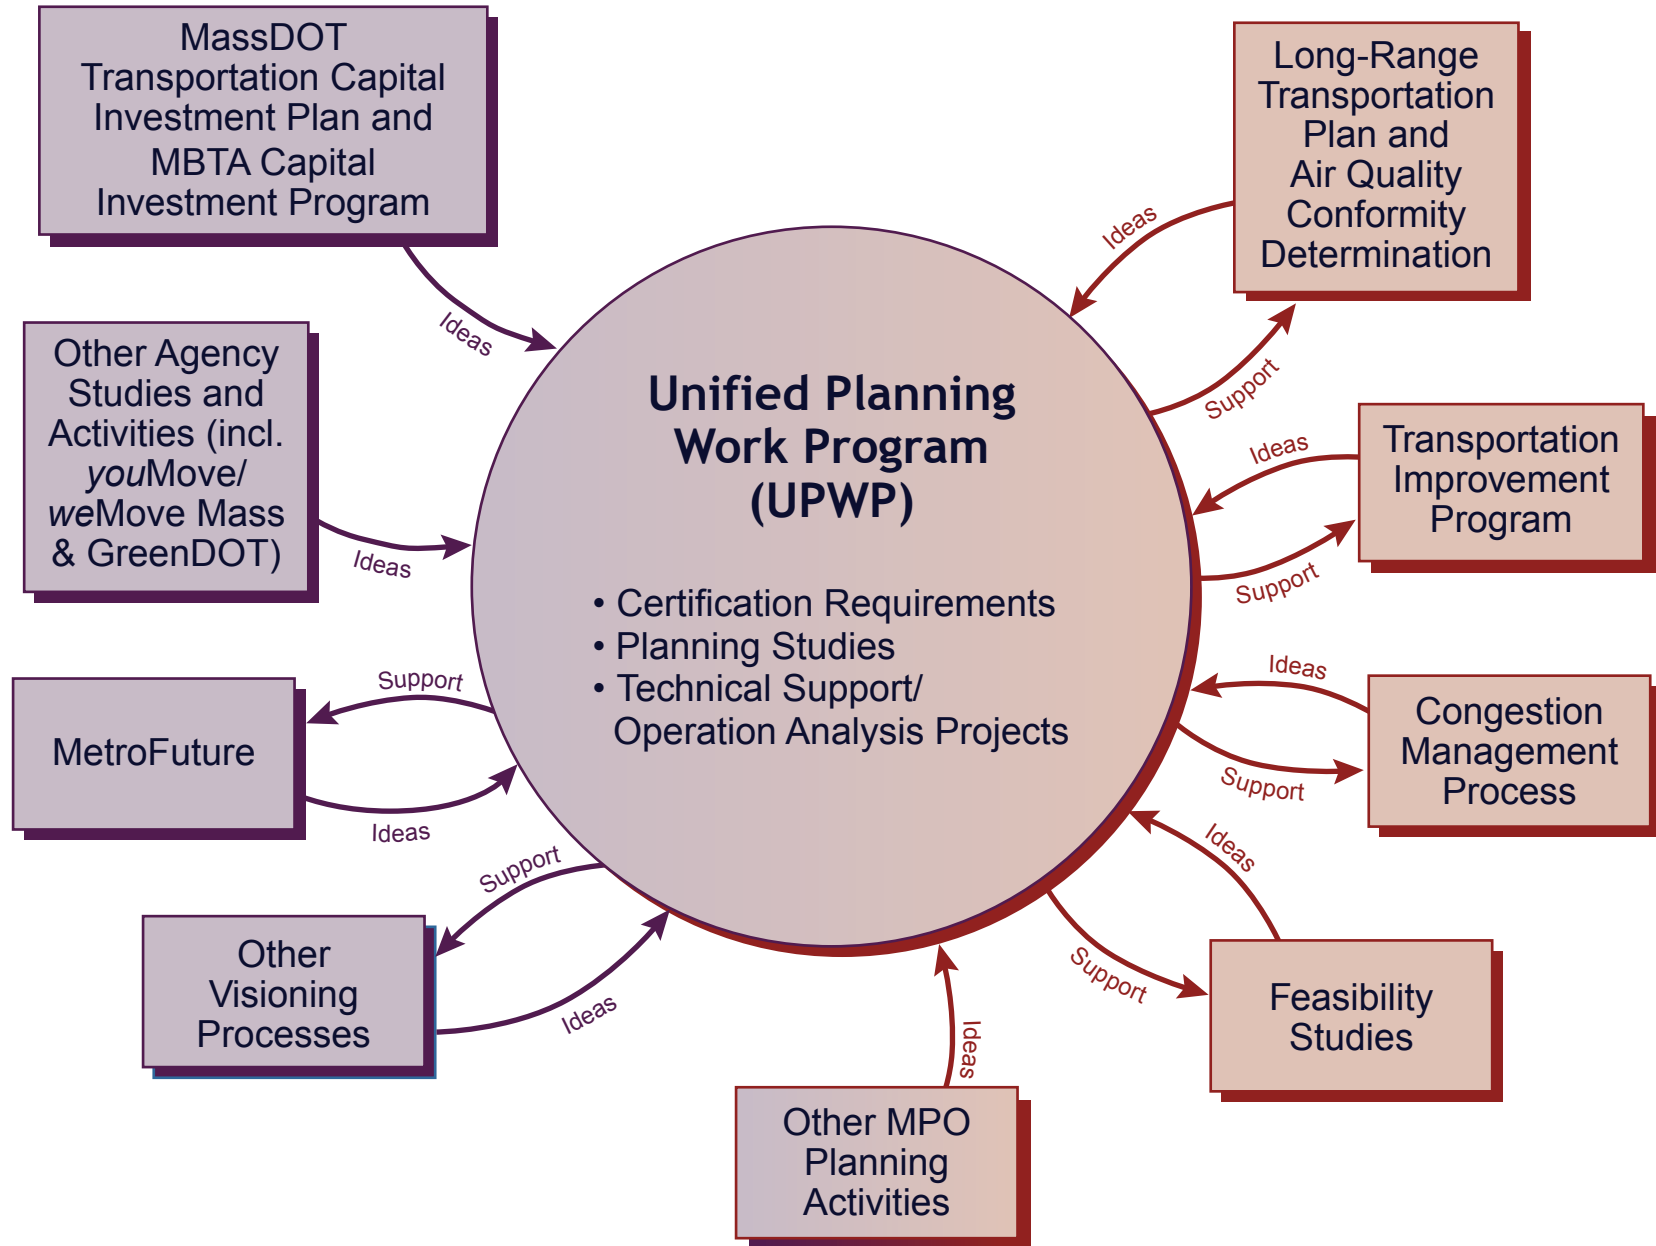 MassDOT
Transportation Capital
Investment Plan and
MBTA Capital
Investment Program
Ideas
Other Agency
Studies and
Activities (incl.
youMove/
weMove Mass
& GreenDOT)
Ideas
MetroFuture
Support
Ideas
Other
Visioning
Processes
Support
Ideas
Unified Planning
Work Program
(UPWP)
• Certification Requirements
• Planning Studies
• Technical Support/
Operation Analysis Projects
Long-Range
Transportation
Plan and
Air Quality
Conformity
Determination
Ideas
Support
Transportation
Improvement
Program
Ideas
Support
Congestion
Management
Process
Ideas
Support
Feasibility
Studies
Ideas
Support
Other MPO
Planning
Activities
Ideas